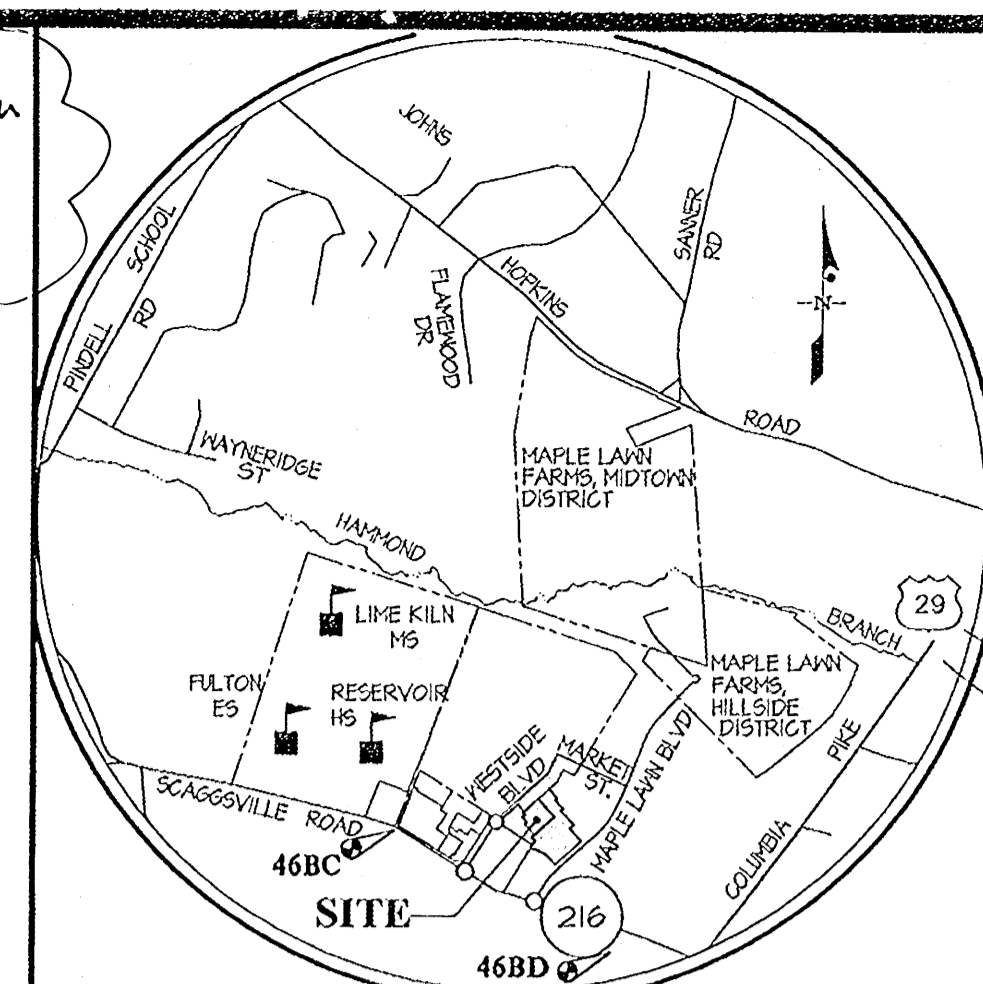 JOHNS
HOPKINS
ROAD
SANNER
RD
PINDELL SCHOOL
RD
FLAMEWOOD
DR
-N-
WAYNERIDGE
ST
HAMMOND
BRANCH
MAPLE LAWN
FARMS, MIDTOWN
DISTRICT
29
LIME KILN
MS
FULTON
ES
RESERVOIR
HS
MAPLE LAWN
FARMS,
HILLSIDE
DISTRICT
WESTSIDE
BLVD
MARKET
ST.
MAPLE LAWN BLVD
COLUMBIA PIKE
SCAGGSVILLE ROAD
46BC
SITE
216
46BD